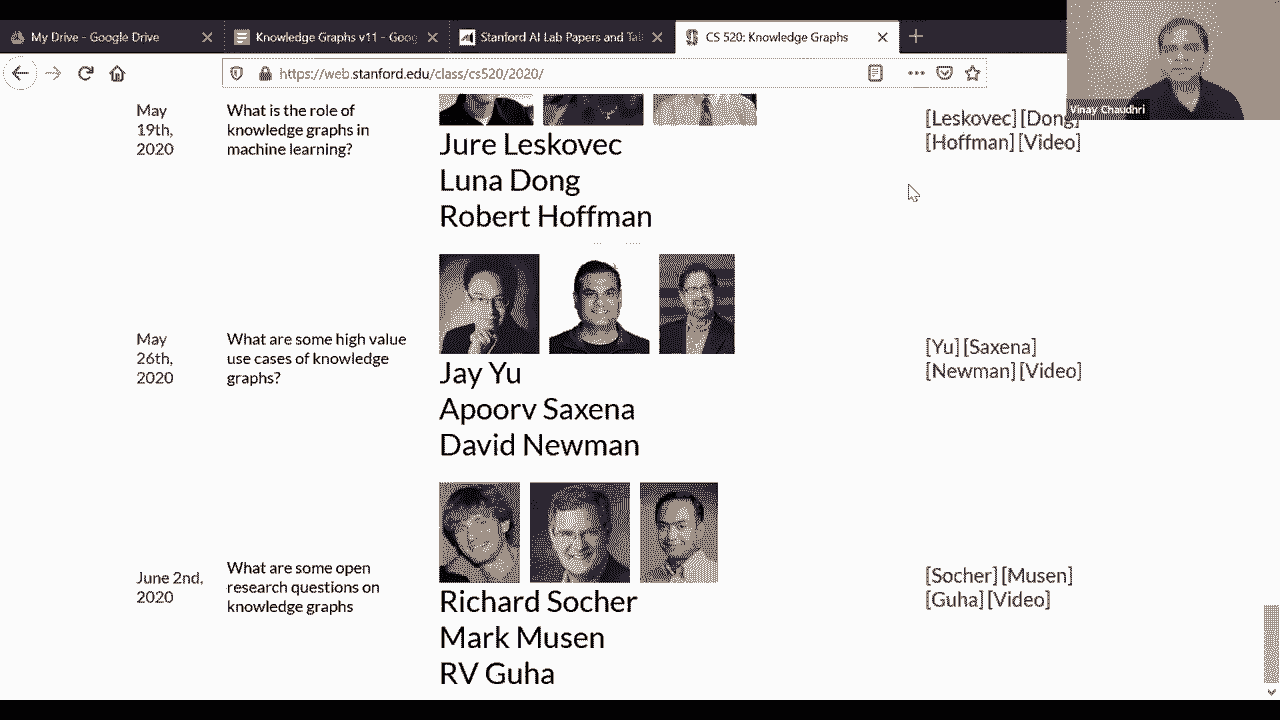 My Drive - Google Drive
Knowledge Graphs v11 - Goog
Stanford AI Lab Papers and Tal
CS 520: Knowledge Graphs
https://web.stanford.edu/class/cs520/2020/
Vinay Chaudhri
May
19th,
2020
What is the role of
knowledge graphs in
machine learning?
Jure Leskovec
Luna Dong
Robert Hoffman
[Leskovec] [Dong]
[Hoffman] [Video]
May
26th,
2020
What are some high value
use cases of knowledge
graphs?
Jay Yu
Apoorv Saxena
David Newman
[Yu] [Saxena]
[Newman] [Video]
June 2nd,
2020
What are some open
research questions on
knowledge graphs
Richard Socher
Mark Musen
RV Guha
[Socher] [Musen]
[Guha] [Video]